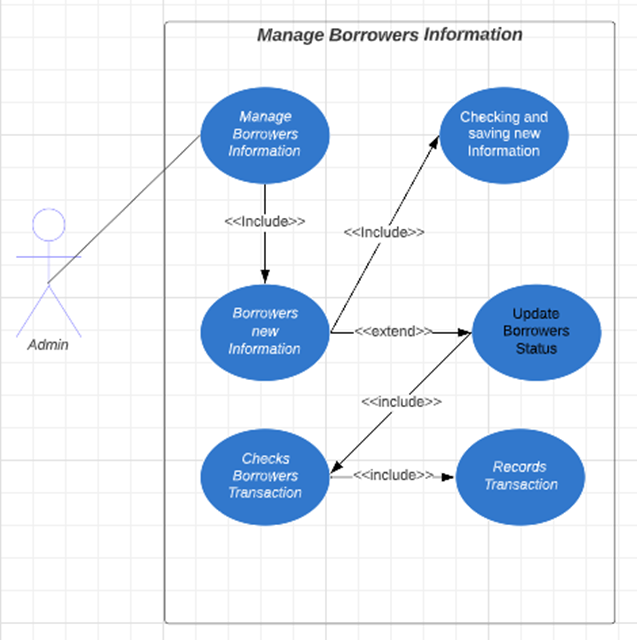 Manage Borrowers Information
Manage
Borrowers
Information
Checking and
saving new
Information
<<Include>>
<<Include>>
Borrowers
new
Information
<<extend>>
Update
Borrowers
Status
Admin
<<include>>
Checks
Borrowers
Transaction
<<include>>
Records
Transaction